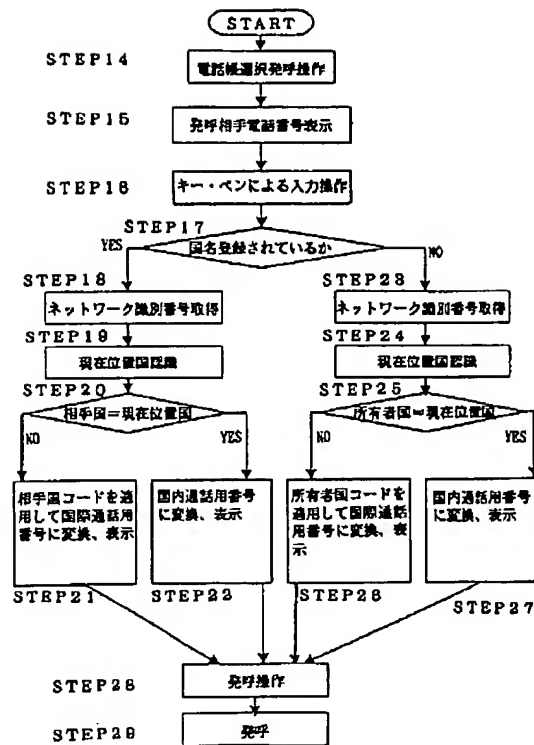 START
STEP14
電話帳選択発呼操作
STEP15
発呼相手電話番号表示
STEP16
キー・ペンによる入力操作
STEP17
YES
国名登録されているか
NO
STEP18
ネットワーク識別番号取得
STEP19
現在位置国認識
STEP20
相手国=現在位置国
NO
YES
相手国コードを適
用して国際通話用
番号に変換、表示
STEP21
国内通話用番号
に変換、表示
STEP22
STEP23
ネットワーク識別番号取得
STEP24
現在位置国認識
STEP25
所有者国=現在位置国
NO
YES
所有者国コードを
適用して国際通話
用番号に変換、表
示
STEP26
国内通話用番号
に変換、表示
STEP27
STEP28
発呼操作
STEP29
発呼